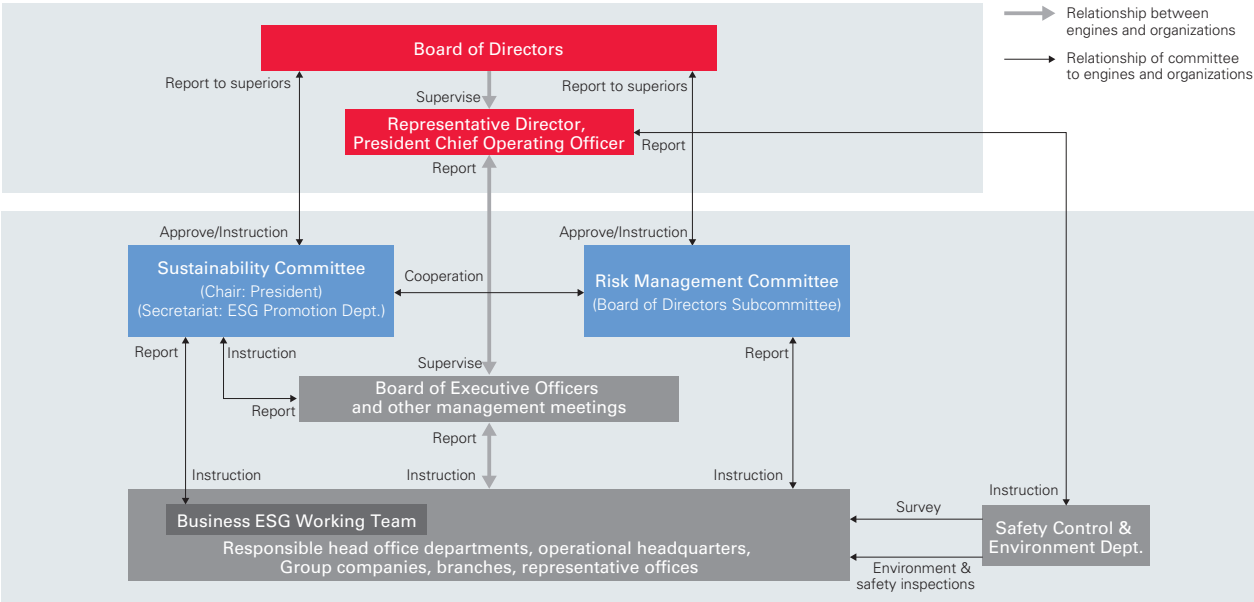 Relationship between
engines and organizations
Relationship of committee
to engines and organizations
Board of Directors
Report to superiors
Supervise
Report to superiors
Representative Director,
President Chief Operating Officer
Report
Report
Approve/Instruction
Approve/Instruction
Sustainability Committee
(Chair: President)
(Secretariat: ESG Promotion Dept.)
Cooperation
Risk Management Committee
(Board of Directors Subcommittee)
Report
Instruction
Report
Supervise
Board of Executive Officers
and other management meetings
Report
Report
Instruction
Instruction
Instruction
Instruction
Business ESG Working Team
Responsible head office departments, operational headquarters,
Group companies, branches, representative offices
Survey
Environment &
safety inspections
Safety Control &
Environment Dept.